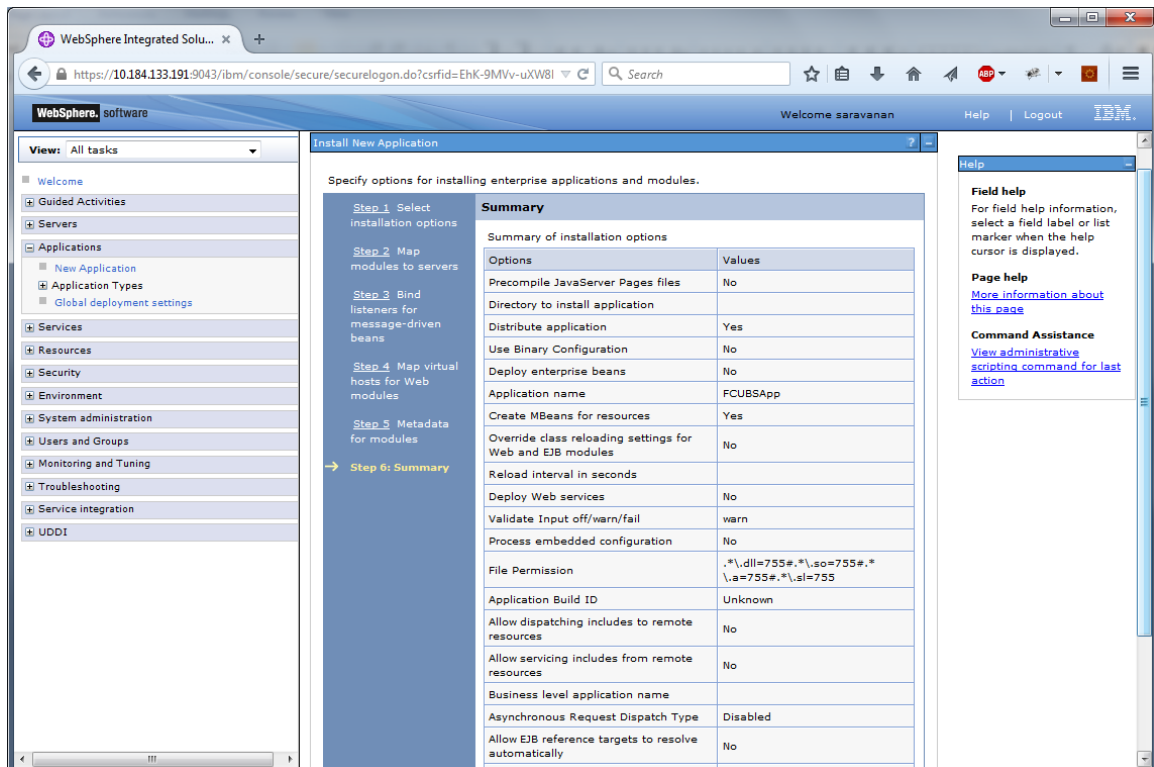 WebSphere Integrated Solu...
https://10.184.133.191:9043/ibm/console/secure/securelogon.do?csrfid=EhK-9MVv-uXW8l
Search
ABP
WebSphere. software
Welcome saravanan
Help | Logout
IBM.
View: All tasks
Welcome
Guided Activities
Servers
Applications
New Application
Application Types
Global deployment settings
Services
Resources
Security
Environment
System administration
Users and Groups
Monitoring and Tuning
Troubleshooting
Service integration
UDDI
Install New Application
?
Specify options for installing enterprise applications and modules.
Step 1 Select
installation options
Step 2 Map
modules to servers
Step 3 Bind
listeners for
message-driven
beans
Step 4 Map virtual
hosts for Web
modules
Step 5 Metadata
for modules
Step 6: Summary
Summary
Summary of installation options
Options Values
Precompile JavaServer Pages files No
Directory to install application
Distribute application Yes
Use Binary Configuration No
Deploy enterprise beans No
Application name FCUBSApp
Create MBeans for resources Yes
Override class reloading settings for
Web and EJB modules No
Reload interval in seconds
Deploy Web services No
Validate Input off/warn/fail warn
Process embedded configuration No
File Permission .*\.dll=755#.*\.so=755#.*
\.a=755#.*\.sl=755
Application Build ID Unknown
Allow dispatching includes to remote
resources No
Allow servicing includes from remote
resources No
Business level application name
Asynchronous Request Dispatch Type Disabled
Allow EJB reference targets to resolve
automatically No
Help
Field help
For field help information,
select a field label or list
marker when the help
cursor is displayed.
Page help
More information about
this page
Command Assistance
View administrative
scripting command for last
action